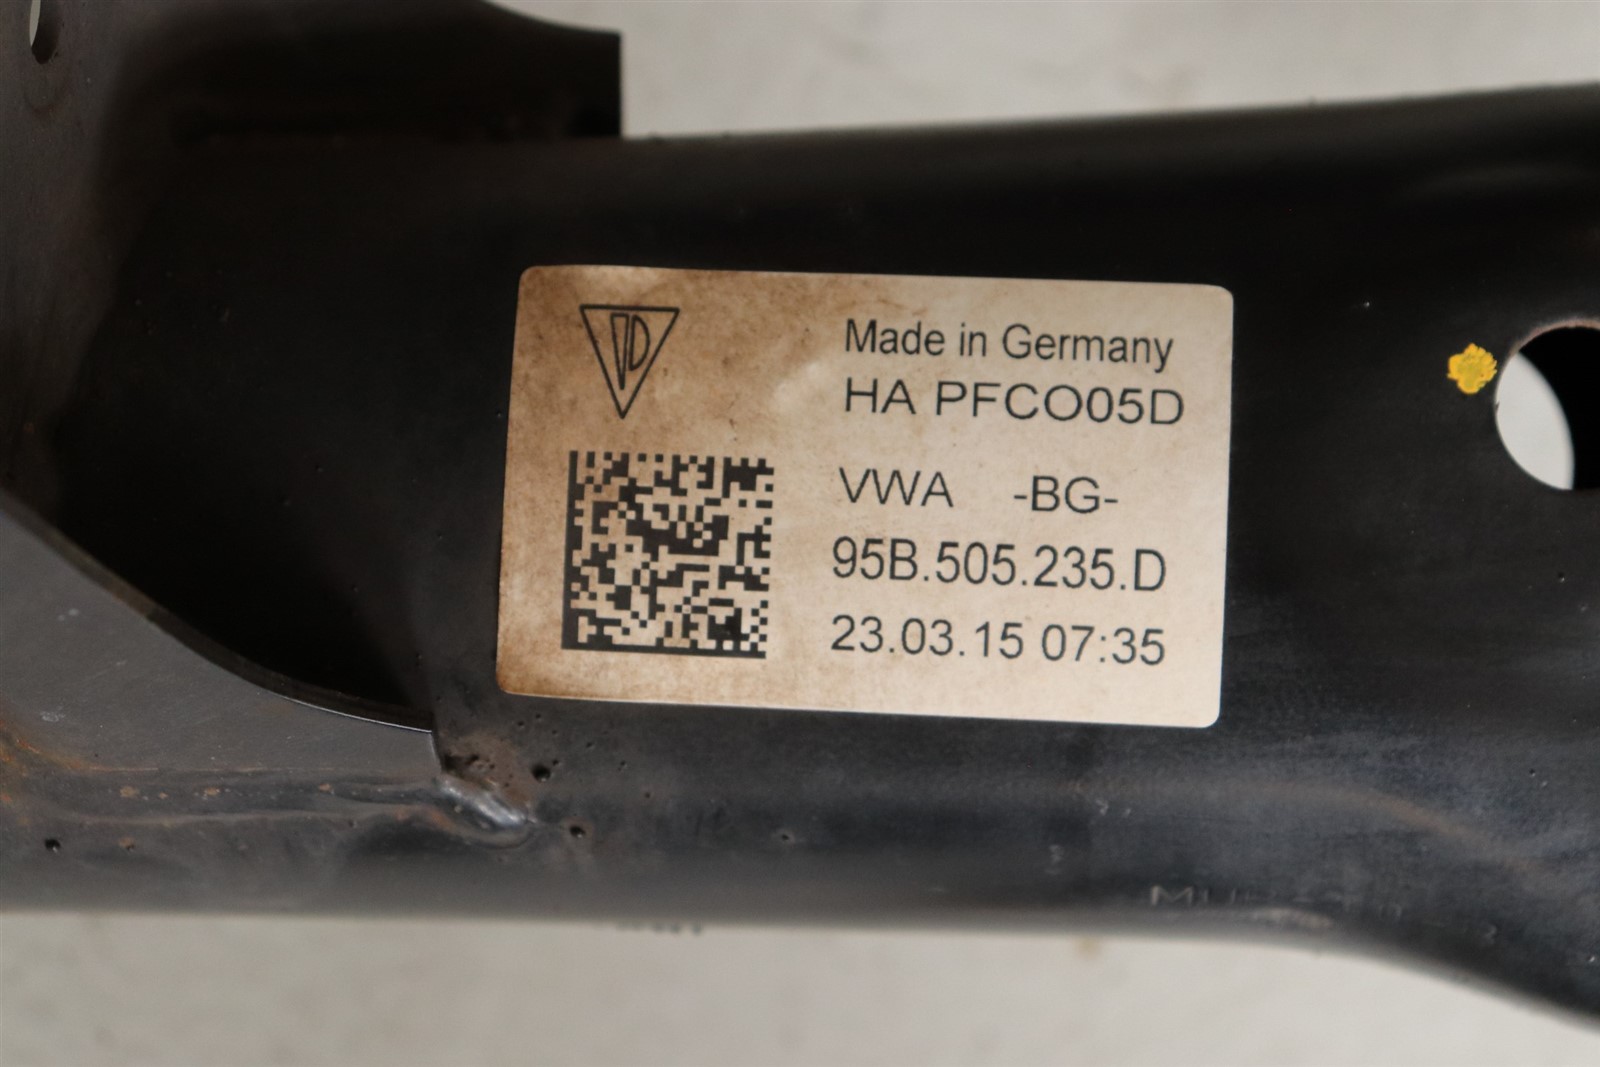 Made in Germany
HA PFCO05D
VWA -BG-
95B.505.235.D
23.03.15 07:35